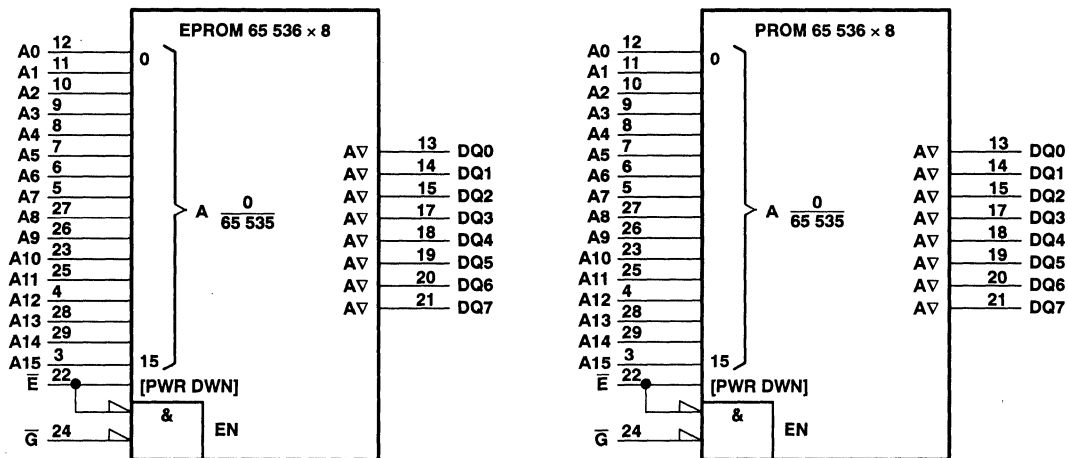 EPROM 65 536 × 8
A0 12 0
A1 11
A2 10
A3 9
A4 8
A5 7
A6 6
A7 5
A8 27
A9 26
A10 23
A11 25
A12 4
A13 28
A14 29
A15 3 15
A 0
65 535
A∇ 13 DQ0
A∇ 14 DQ1
A∇ 15 DQ2
A∇ 17 DQ3
A∇ 18 DQ4
A∇ 19 DQ5
A∇ 20 DQ6
A∇ 21 DQ7
E̅ 22 [PWR DWN]
&
EN
G̅ 24
PROM 65 536 × 8
A0 12 0
A1 11
A2 10
A3 9
A4 8
A5 7
A6 6
A7 5
A8 27
A9 26
A10 23
A11 25
A12 4
A13 28
A14 29
A15 3 15
A 0
65 535
A∇ 13 DQ0
A∇ 14 DQ1
A∇ 15 DQ2
A∇ 17 DQ3
A∇ 18 DQ4
A∇ 19 DQ5
A∇ 20 DQ6
A∇ 21 DQ7
E̅ 22 [PWR DWN]
&
EN
G̅ 24